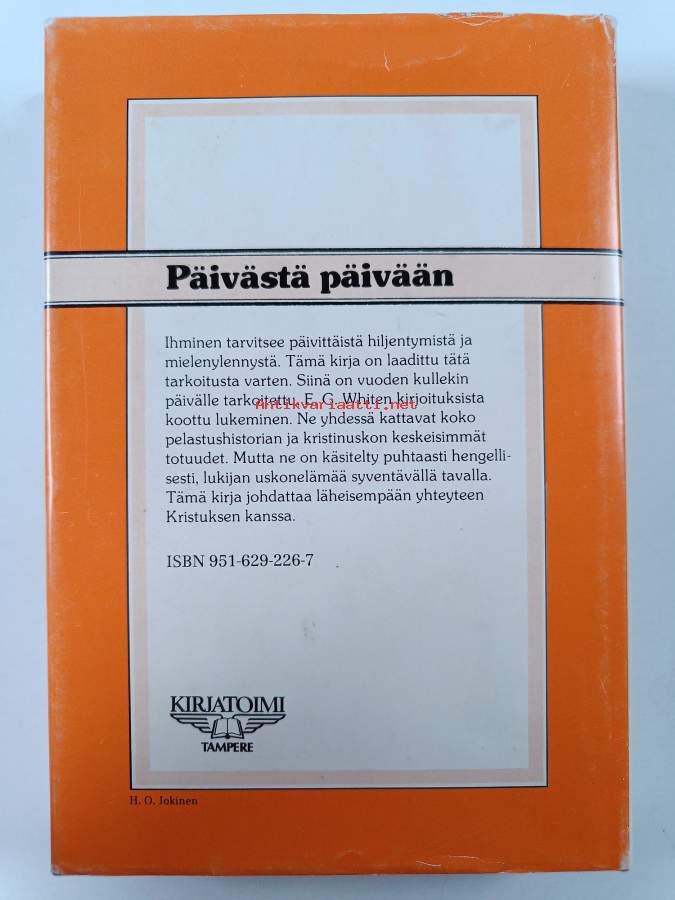 Päivästä päivään
Ihminen tarvitsee päivittäistä hiljentymistä ja
mielenylennystä. Tämä kirja on laadittu tätä
tarkoitusta varten. Siinä on vuoden kullekin
päivälle tarkoitettu, E. G. Whiten kirjoituksista
Antikvariaatti.net
koottu lukeminen. Ne yhdessä kattavat koko
pelastushistorian ja kristinuskon keskeisimmät
totuudet. Mutta ne on käsitelty puhtaasti hengelli-
sesti, lukijan uskonelämää syventävällä tavalla.
Tämä kirja johdattaa läheisempään yhteyteen
Kristuksen kanssa.
ISBN 951-629-226-7
KIRJATOIMI
TAMPERE
H. O. Jokinen